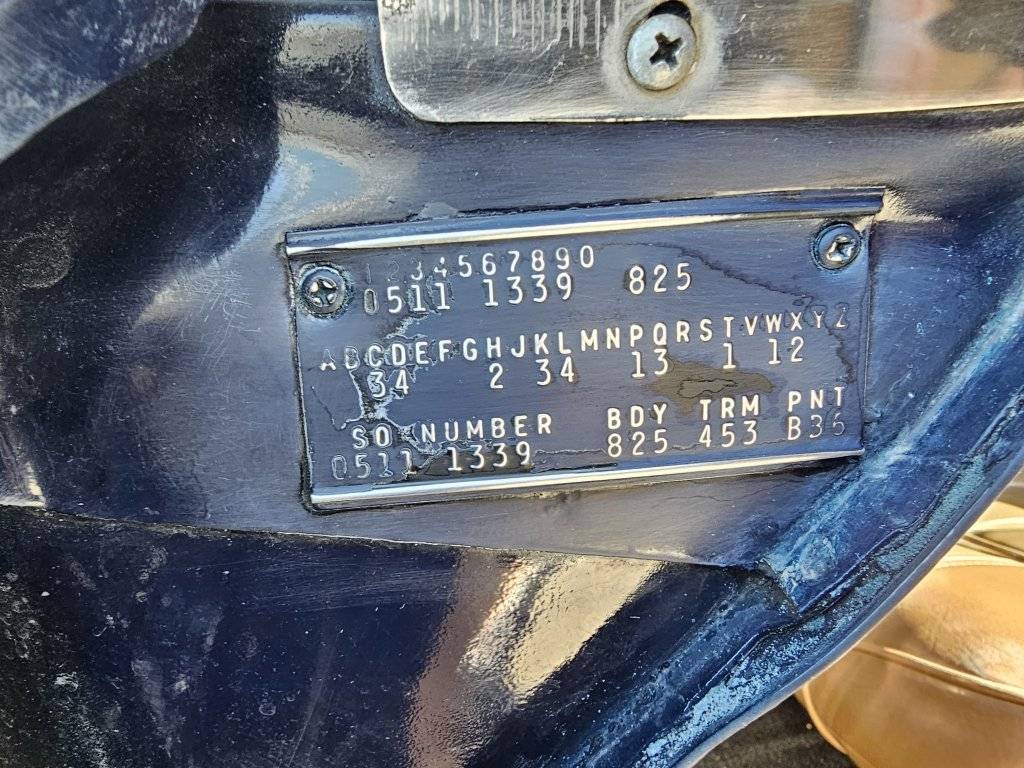 1234567890
0511 1339 825
ABCDEFGHJKLMNPQRSTVWXYZ
34 2 34 13 1 12
SO NUMBER BDY TRM PNT
0511 1339 825 453 B36